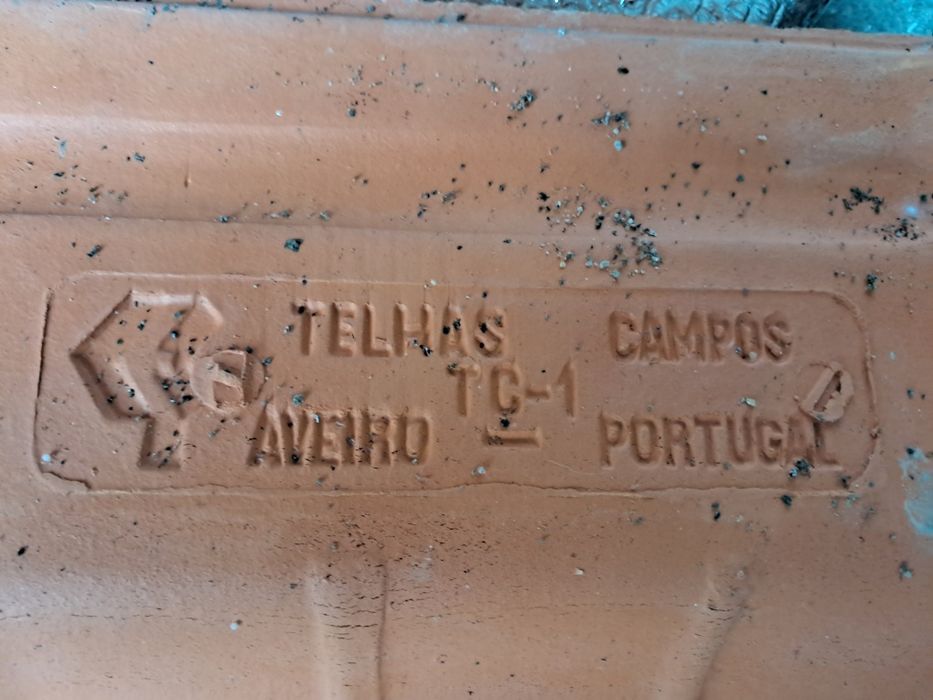 TELHAS CAMPOS
TC-1
AVEIRO - PORTUGAL